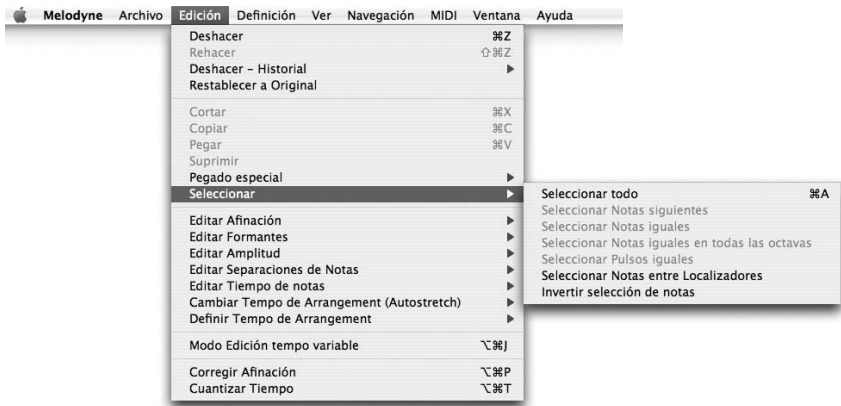 Melodyne Archivo Edición Definición Ver Navegación MIDI Ventana Ayuda
Deshacer ⌘Z
Rehacer ⇧⌘Z
Deshacer – Historial ▶
Restablecer a Original
Cortar ⌘X
Copiar ⌘C
Pegar ⌘V
Suprimir
Pegado especial ▶
Seleccionar ▶
Editar Afinación ▶
Editar Formantes ▶
Editar Amplitud ▶
Editar Separaciones de Notas ▶
Editar Tiempo de notas ▶
Cambiar Tempo de Arrangement (Autostretch) ▶
Definir Tempo de Arrangement ▶
Modo Edición tempo variable ⌥⌘J
Corregir Afinación ⌥⌘P
Cuantizar Tiempo ⌥⌘T
Seleccionar todo ⌘A
Seleccionar Notas siguientes
Seleccionar Notas iguales
Seleccionar Notas iguales en todas las octavas
Seleccionar Pulsos iguales
Seleccionar Notas entre Localizadores
Invertir selección de notas